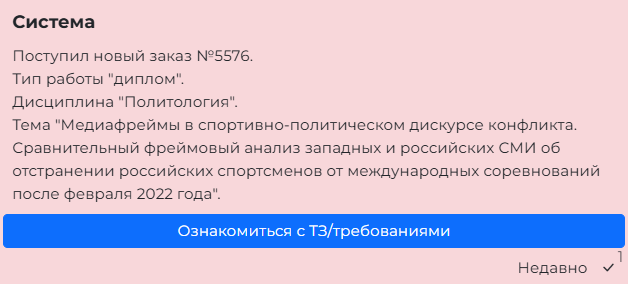 Система
Поступил новый заказ №5576.
Тип работы "диплом".
Дисциплина "Политология".
Тема "Медиафреймы в спортивно-политическом дискурсе конфликта.
Сравнительный фреймовый анализ западных и российских СМИ об
отстранении российских спортсменов от международных соревнований
после февраля 2022 года".
Ознакомиться с ТЗ/требованиями
1
Недавно